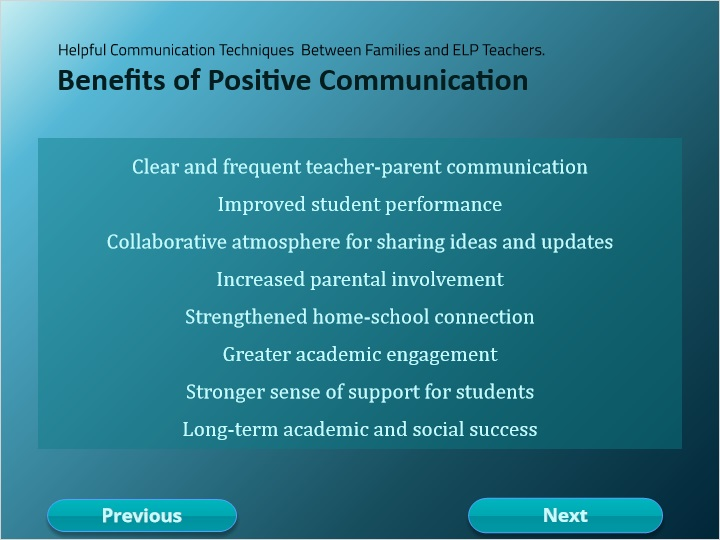 Helpful Communication Techniques  Between Families and ELP Teachers.
Benefits of Positive Communication
Clear and frequent teacher-parent communication
Improved student performance
Collaborative atmosphere for sharing ideas and updates
Increased parental involvement
Strengthened home-school connection
Greater academic engagement
Stronger sense of support for students
Long-term academic and social success
Previous
Next